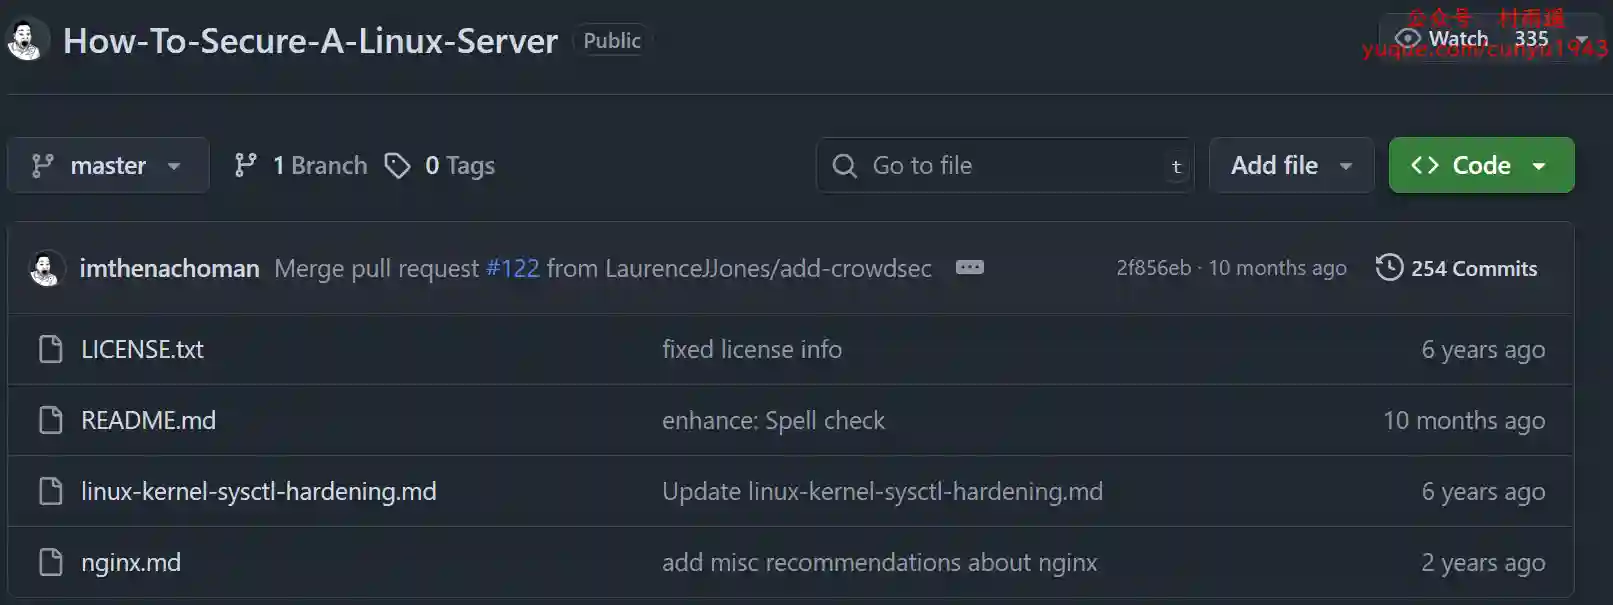 How-To-Secure-A-Linux-Server Public
公众号 村雨遥
Watch 335
yuque.com/cunyu1943
master 1 Branch 0 Tags Go to file t Add file Code
imthenachoman Merge pull request #122 from LaurenceJJones/add-crowdsec 2f856eb · 10 months ago 254 Commits
LICENSE.txt fixed license info 6 years ago
README.md enhance: Spell check 10 months ago
linux-kernel-sysctl-hardening.md Update linux-kernel-sysctl-hardening.md 6 years ago
nginx.md add misc recommendations about nginx 2 years ago